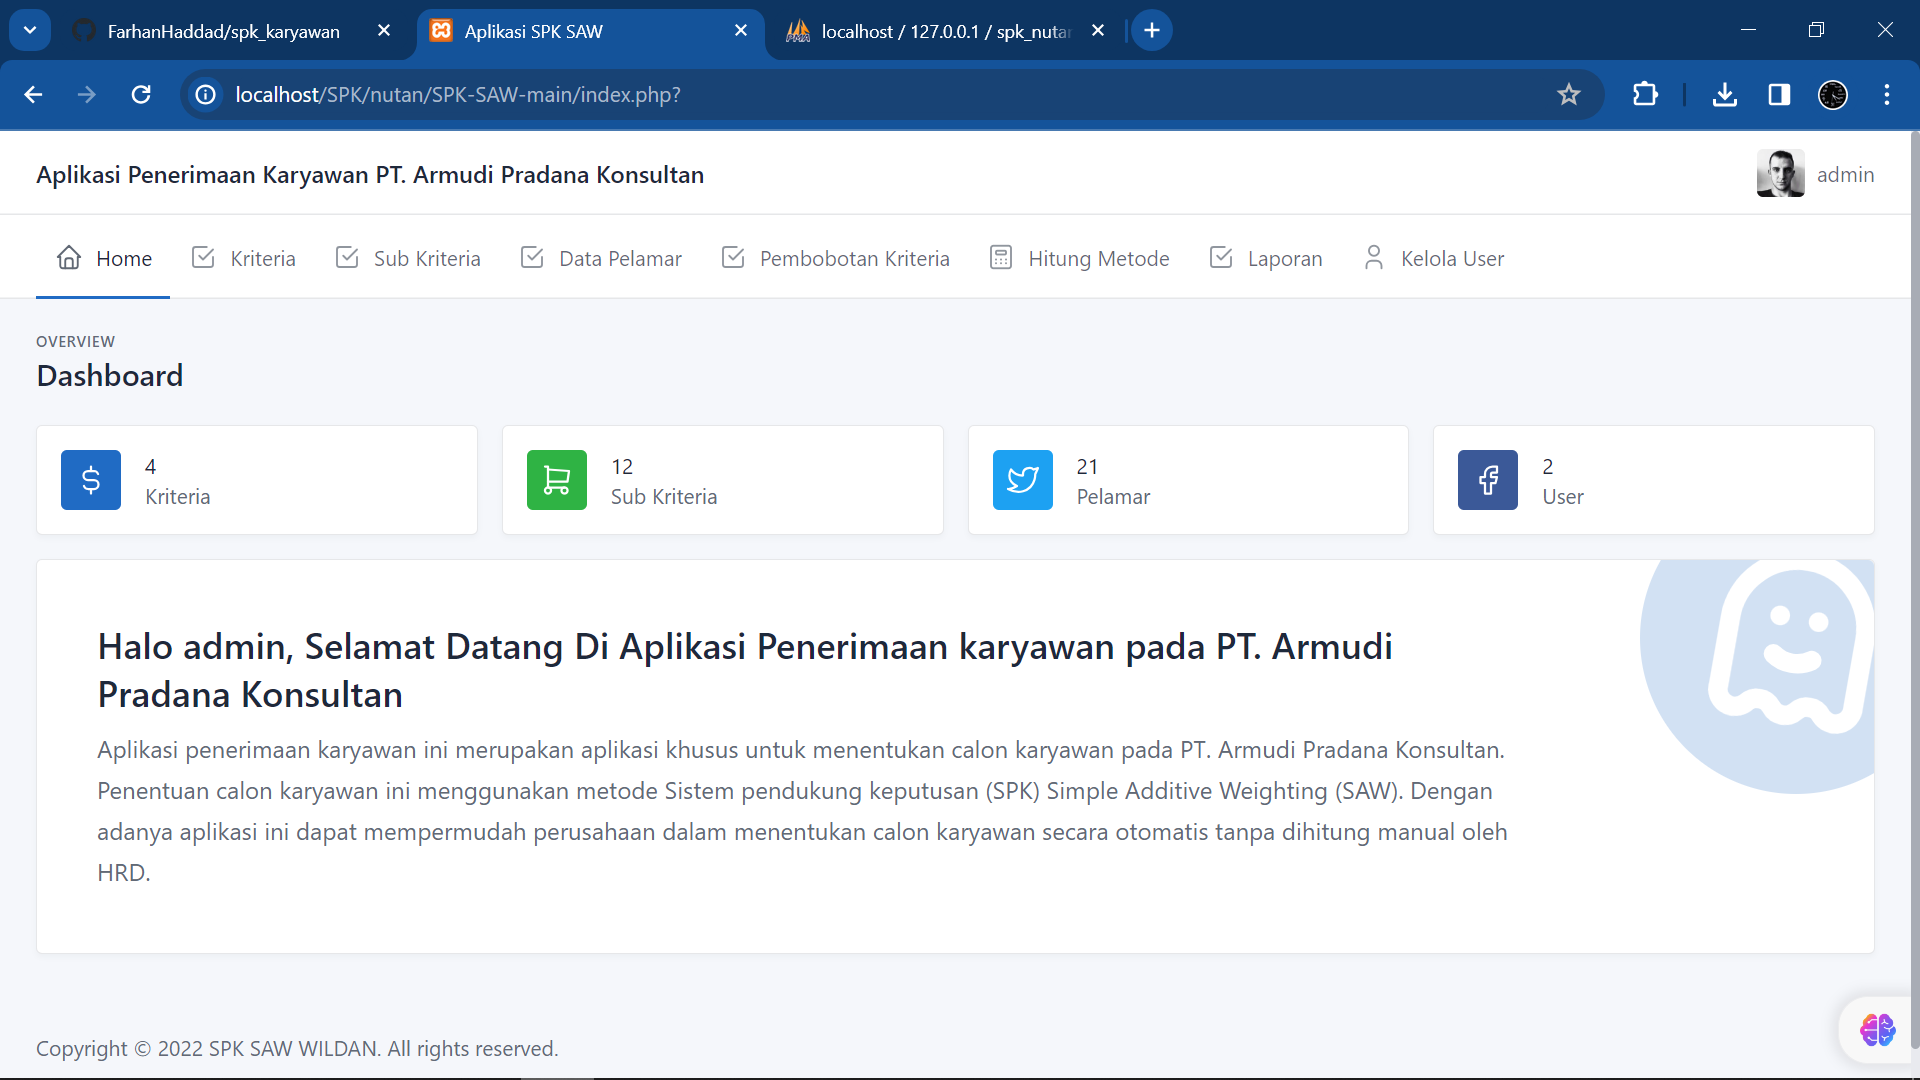 FarhanHaddad/spk_karyawan
Aplikasi SPK SAW
localhost / 127.0.0.1 / spk_nutan
localhost/SPK/nutan/SPK-SAW-main/index.php?
Aplikasi Penerimaan Karyawan PT. Armudi Pradana Konsultan
admin
Home
Kriteria
Sub Kriteria
Data Pelamar
Pembobotan Kriteria
Hitung Metode
Laporan
Kelola User
OVERVIEW
Dashboard
4
Kriteria
12
Sub Kriteria
21
Pelamar
2
User
Halo admin, Selamat Datang Di Aplikasi Penerimaan karyawan pada PT. Armudi
Pradana Konsultan
Aplikasi penerimaan karyawan ini merupakan aplikasi khusus untuk menentukan calon karyawan pada PT. Armudi Pradana Konsultan.
Penentuan calon karyawan ini menggunakan metode Sistem pendukung keputusan (SPK) Simple Additive Weighting (SAW). Dengan
adanya aplikasi ini dapat mempermudah perusahaan dalam menentukan calon karyawan secara otomatis tanpa dihitung manual oleh
HRD.
Copyright © 2022 SPK SAW WILDAN. All rights reserved.